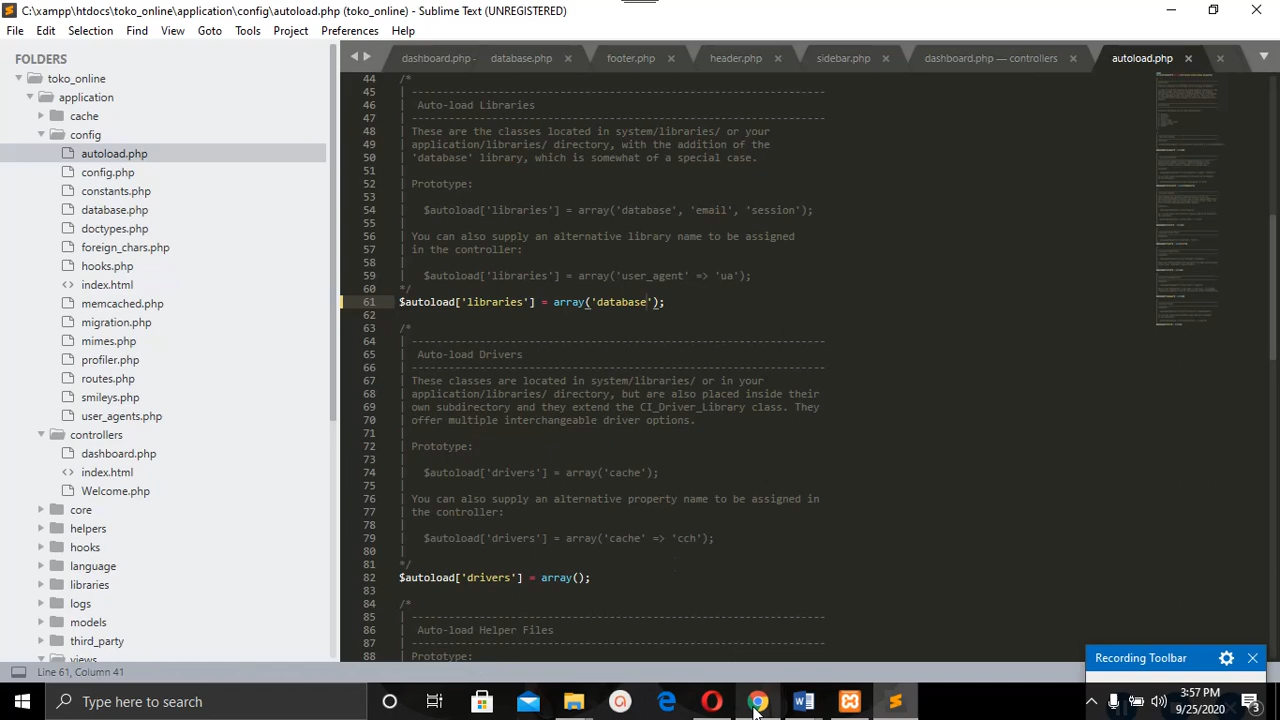 C:\xampp\htdocs\toko_online\application\config\autoload.php (toko_online) - Sublime Text (UNREGISTERED)
File Edit Selection Find View Goto Tools Project Preferences Help
FOLDERS
toko_online
application
cache
config
autoload.php
config.php
constants.php
database.php
doctypes.php
foreign_chars.php
hooks.php
<> index.html
memcached.php
migration.php
mimes.php
profiler.php
routes.php
smileys.php
user_agents.php
controllers
dashboard.php
<> index.html
Welcome.php
core
helpers
hooks
language
libraries
logs
models
third_party
views
dashboard.php - database.php footer.php header.php sidebar.php dashboard.php — controllers autoload.php
44 /*
45 | -------------------------------------------------------------------
46 | Auto-load Libraries
47 | -------------------------------------------------------------------
48 | These are the classes located in system/libraries/ or your
49 | application/libraries/ directory, with the addition of the
50 | 'database' library, which is somewhat of a special case.
51 |
52 | Prototype:
53 |
54 | $autoload['libraries'] = array('database', 'email', 'session');
55 |
56 | You can also supply an alternative library name to be assigned
57 | in the controller:
58 |
59 | $autoload['libraries'] = array('user_agent' => 'ua');
60 */
61 $autoload['libraries'] = array('database');
62
63 /*
64 | -------------------------------------------------------------------
65 | Auto-load Drivers
66 | -------------------------------------------------------------------
67 | These classes are located in system/libraries/ or in your
68 | application/libraries/ directory, but are also placed inside their
69 | own subdirectory and they extend the CI_Driver_Library class. They
70 | offer multiple interchangeable driver options.
71 |
72 | Prototype:
73 |
74 | $autoload['drivers'] = array('cache');
75 |
76 | You can also supply an alternative property name to be assigned in
77 | the controller:
78 |
79 | $autoload['drivers'] = array('cache' => 'cch');
80 |
81 */
82 $autoload['drivers'] = array();
83
84 /*
85 | -------------------------------------------------------------------
86 | Auto-load Helper Files
87 | -------------------------------------------------------------------
88 | Prototype:
Line 61, Column 41
Recording Toolbar
Type here to search
3:57 PM
9/25/2020